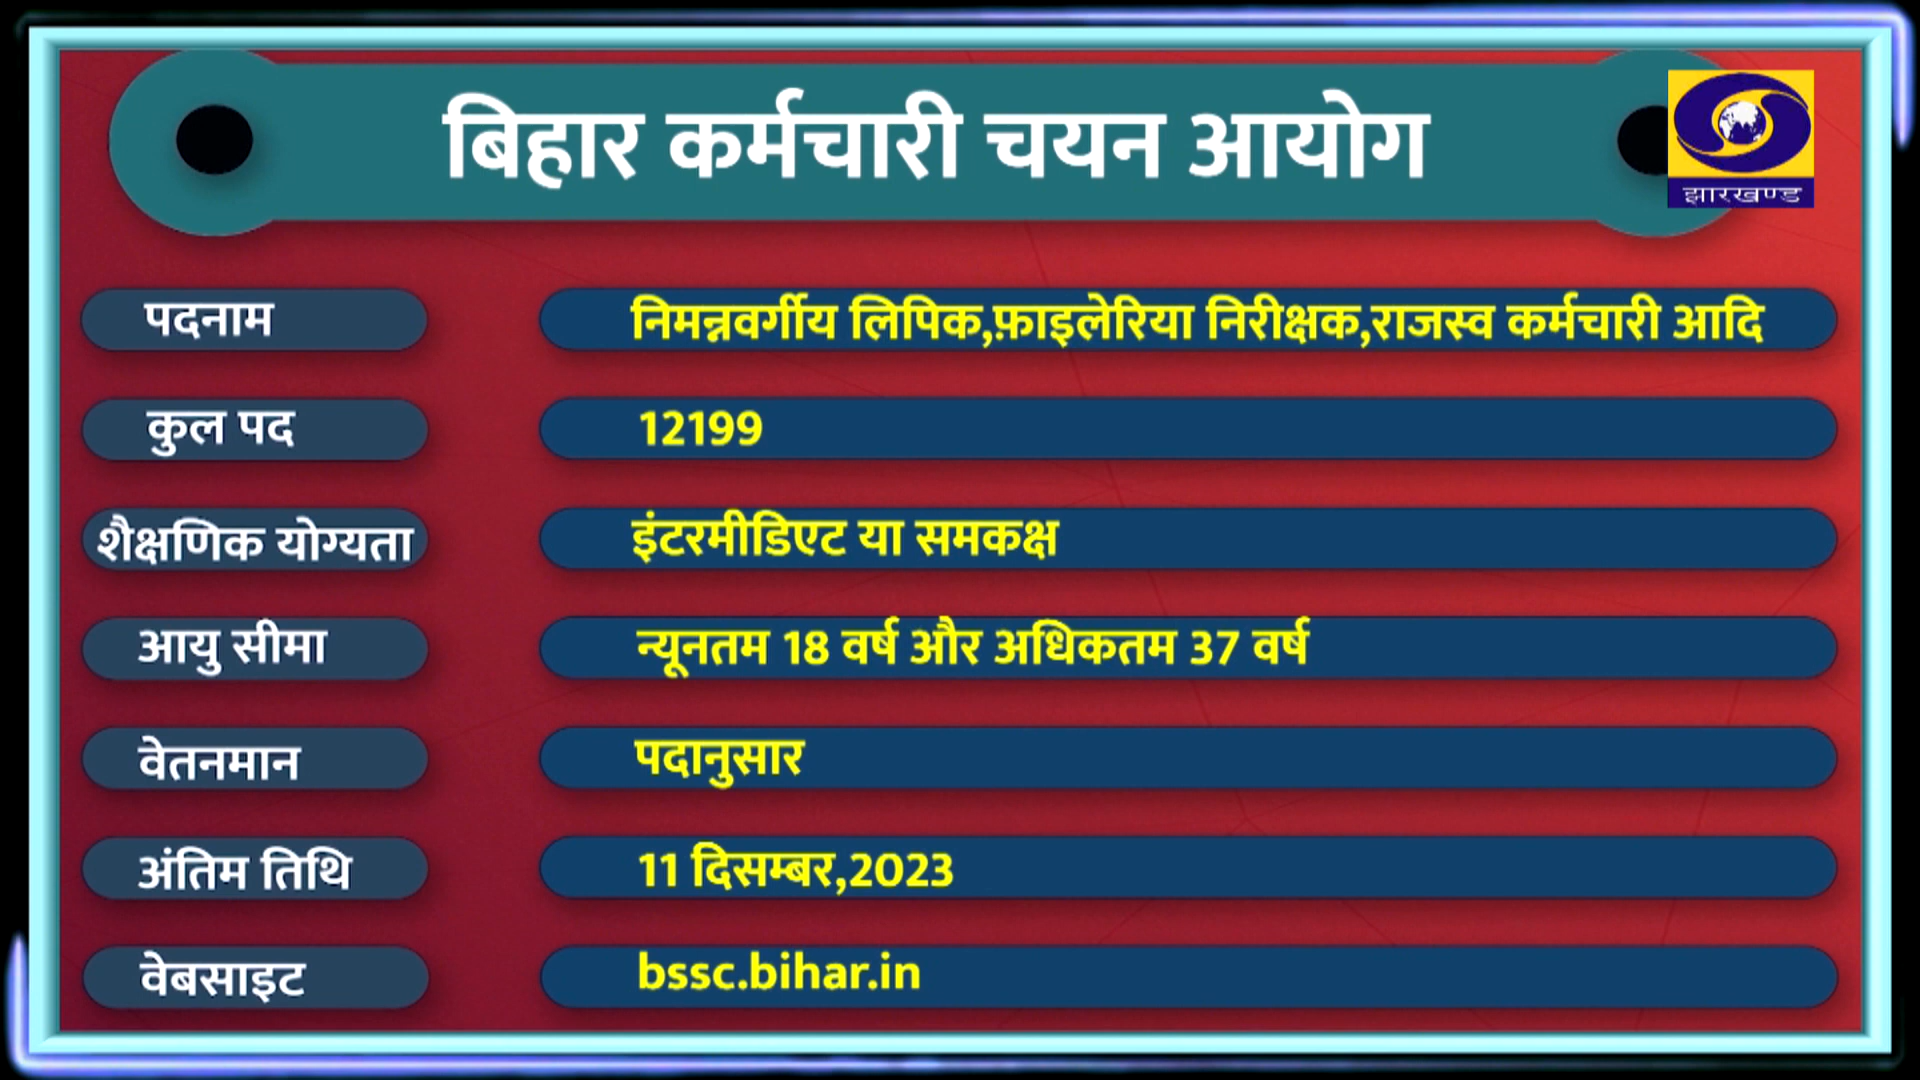 बिहार कर्मचारी चयन आयोग
झारखण्ड
पदनाम निमन्नवर्गीय लिपिक,फ़ाइलेरिया निरीक्षक,राजस्व कर्मचारी आदि
कुल पद 12199
शैक्षणिक योग्यता इंटरमीडिएट या समकक्ष
आयु सीमा न्यूनतम 18 वर्ष और अधिकतम 37 वर्ष
वेतनमान पदानुसार
अंतिम तिथि 11 दिसम्बर,2023
वेबसाइट bssc.bihar.in